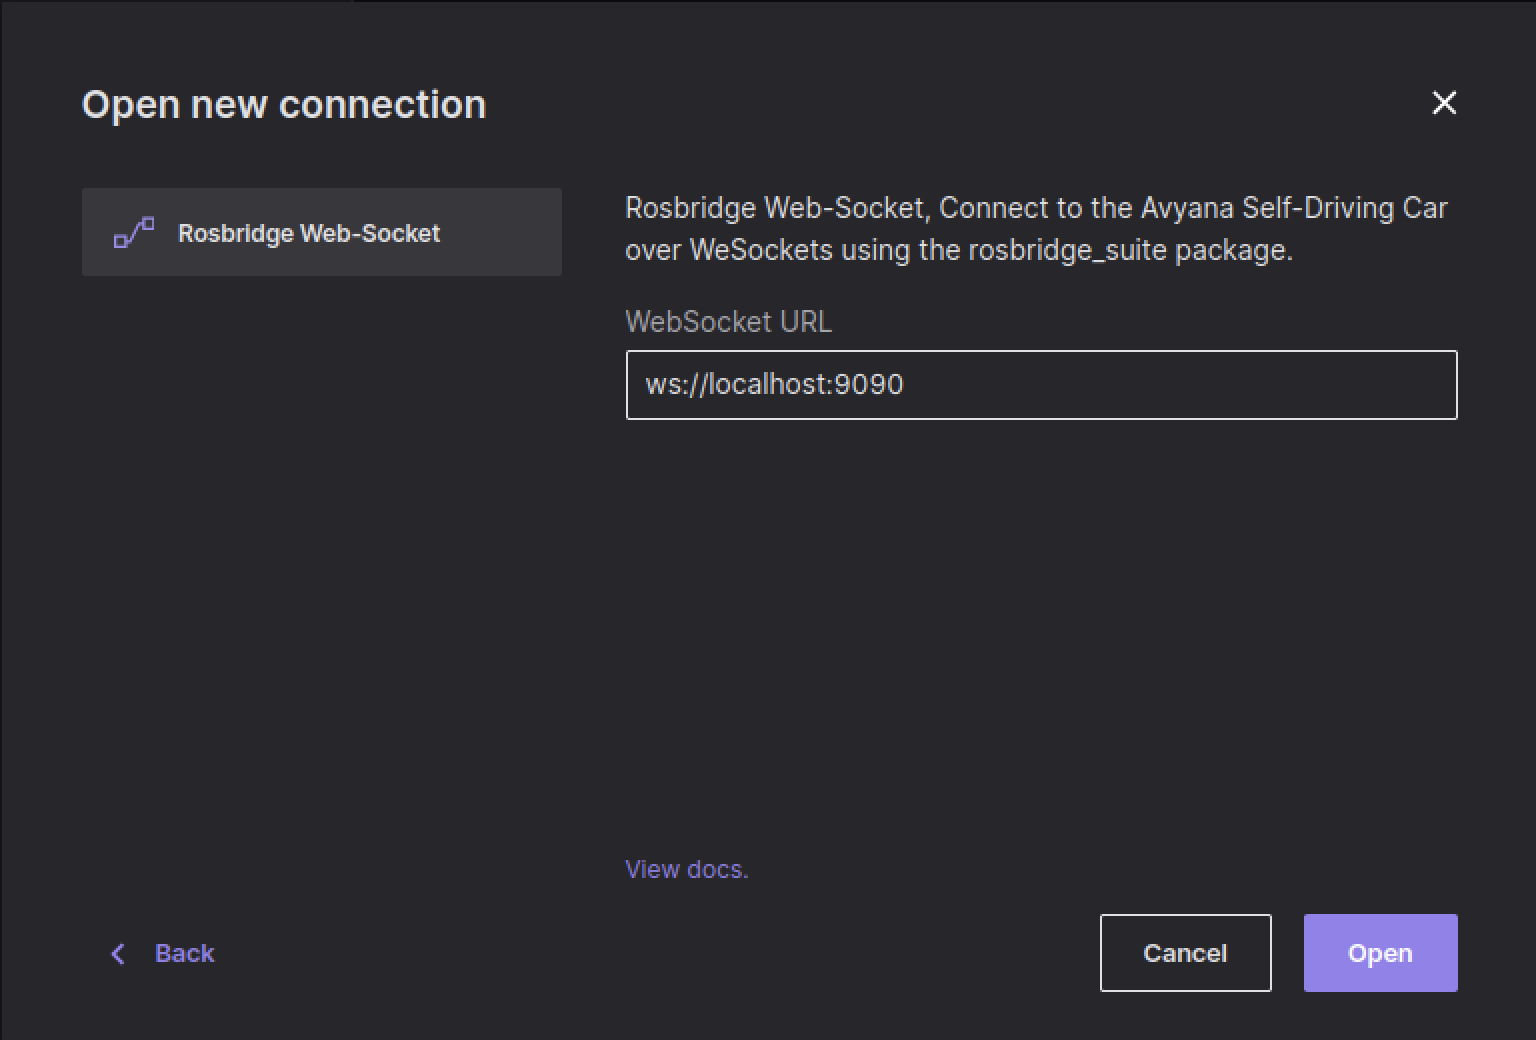 Open new connection
Rosbridge Web-Socket
Rosbridge Web-Socket, Connect to the Avyana Self-Driving Car
over WeSockets using the rosbridge_suite package.
WebSocket URL
ws://localhost:9090
View docs.
Back
Cancel
Open